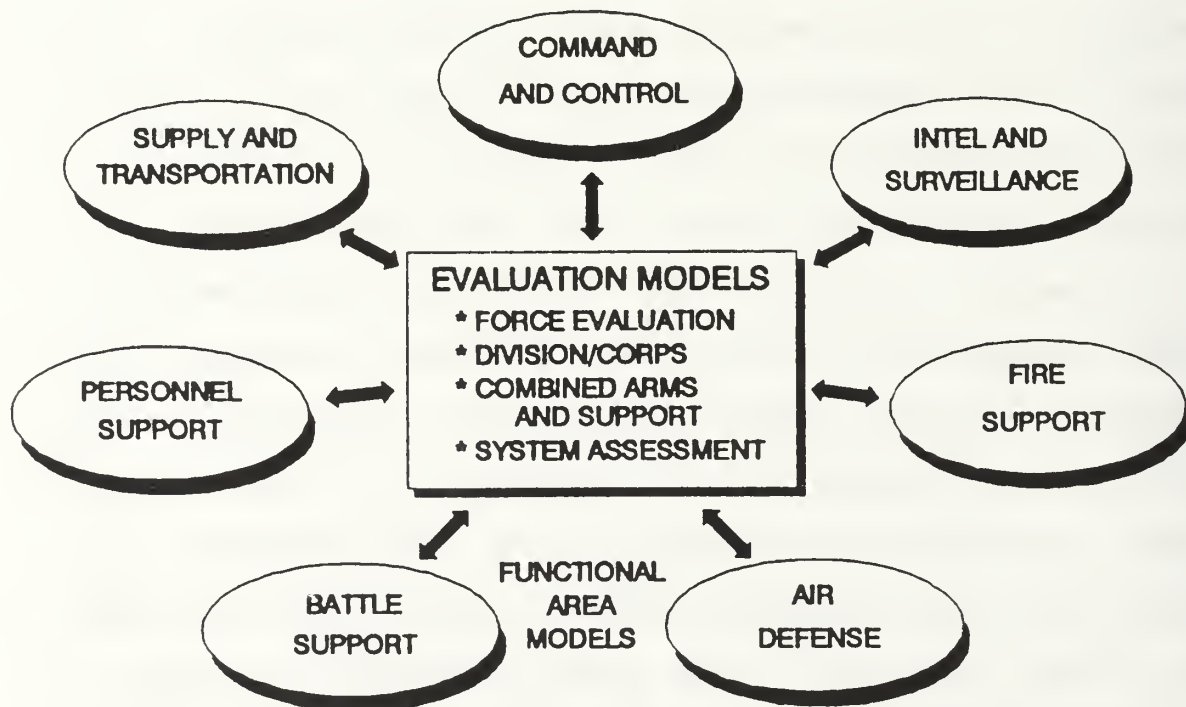 COMMAND
AND CONTROL
SUPPLY AND
TRANSPORTATION
INTEL AND
SURVEILLANCE
EVALUATION MODELS
* FORCE EVALUATION
* DIVISION/CORPS
* COMBINED ARMS
AND SUPPORT
* SYSTEM ASSESSMENT
PERSONNEL
SUPPORT
FIRE
SUPPORT
BATTLE
SUPPORT
FUNCTIONAL
AREA
MODELS
AIR
DEFENSE